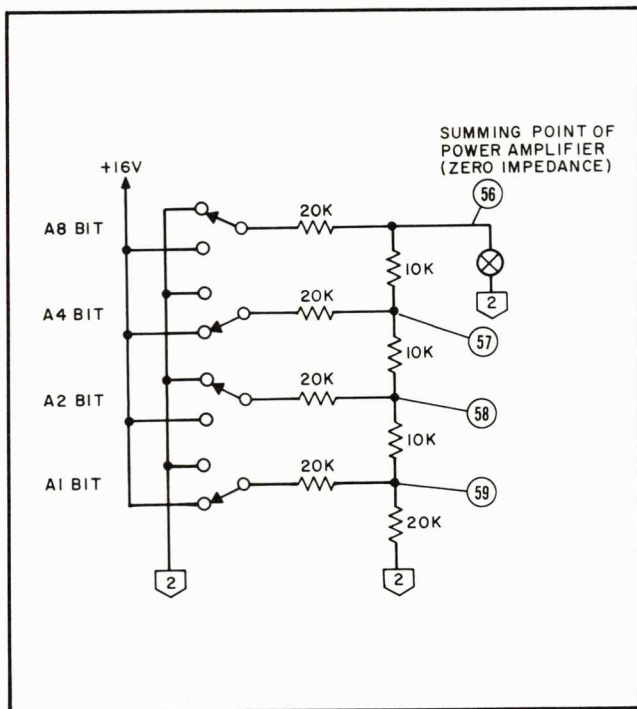 SUMMING POINT OF
POWER AMPLIFIER
(ZERO IMPEDANCE)
+16V
56
20K
A8 BIT
10K
2
20K
A4 BIT
57
10K
20K
A2 BIT
58
10K
20K
A1 BIT
59
20K
2
2